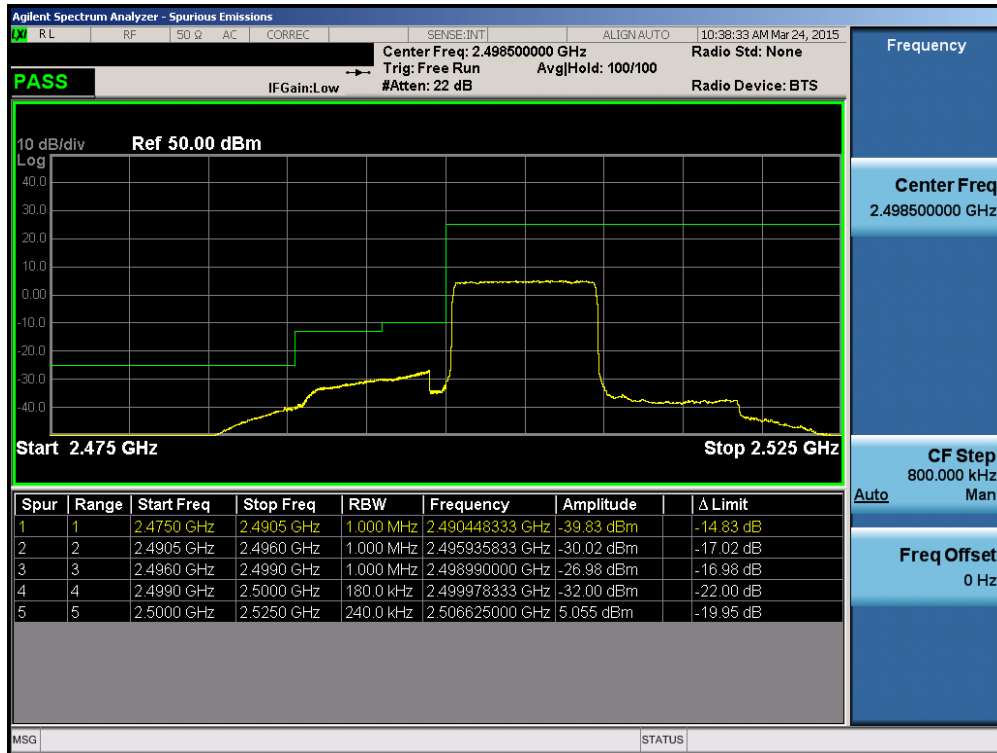 Agilent Spectrum Analyzer - Spurious Emissions
LXI RL RF 50 Ω AC CORREC SENSE:INT ALIGN AUTO 10:38:33 AM Mar 24, 2015
Center Freq: 2.498500000 GHz Radio Std: None
Trig: Free Run Avg|Hold: 100/100
PASS IFGain:Low #Atten: 22 dB Radio Device: BTS
10 dB/div Ref 50.00 dBm
Log
40.0
30.0
20.0
10.0
0.00
-10.0
-20.0
-30.0
-40.0
Start 2.475 GHz Stop 2.525 GHz
Spur Range Start Freq Stop Freq RBW Frequency Amplitude Δ Limit
1 1 2.4750 GHz 2.4905 GHz 1.000 MHz 2.490448333 GHz -39.83 dBm -14.83 dB
2 2 2.4905 GHz 2.4960 GHz 1.000 MHz 2.495935833 GHz -30.02 dBm -17.02 dB
3 3 2.4960 GHz 2.4990 GHz 1.000 MHz 2.498990000 GHz -26.98 dBm -16.98 dB
4 4 2.4990 GHz 2.5000 GHz 180.0 kHz 2.499978333 GHz -32.00 dBm -22.00 dB
5 5 2.5000 GHz 2.5250 GHz 240.0 kHz 2.506625000 GHz 5.055 dBm -19.95 dB
MSG STATUS
Frequency
Center Freq
2.498500000 GHz
CF Step
800.000 kHz
Auto Man
Freq Offset
0 Hz